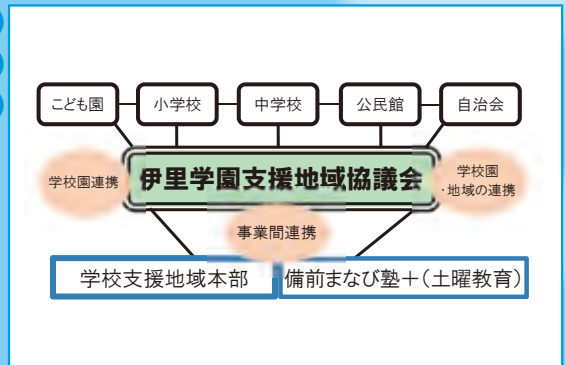 こども園
小学校
中学校
公民館
自治会
学校園連携
伊里学園支援地域協議会
学校園
・地域の連携
事業間連携
学校支援地域本部
備前まなび塾+(土曜教育)